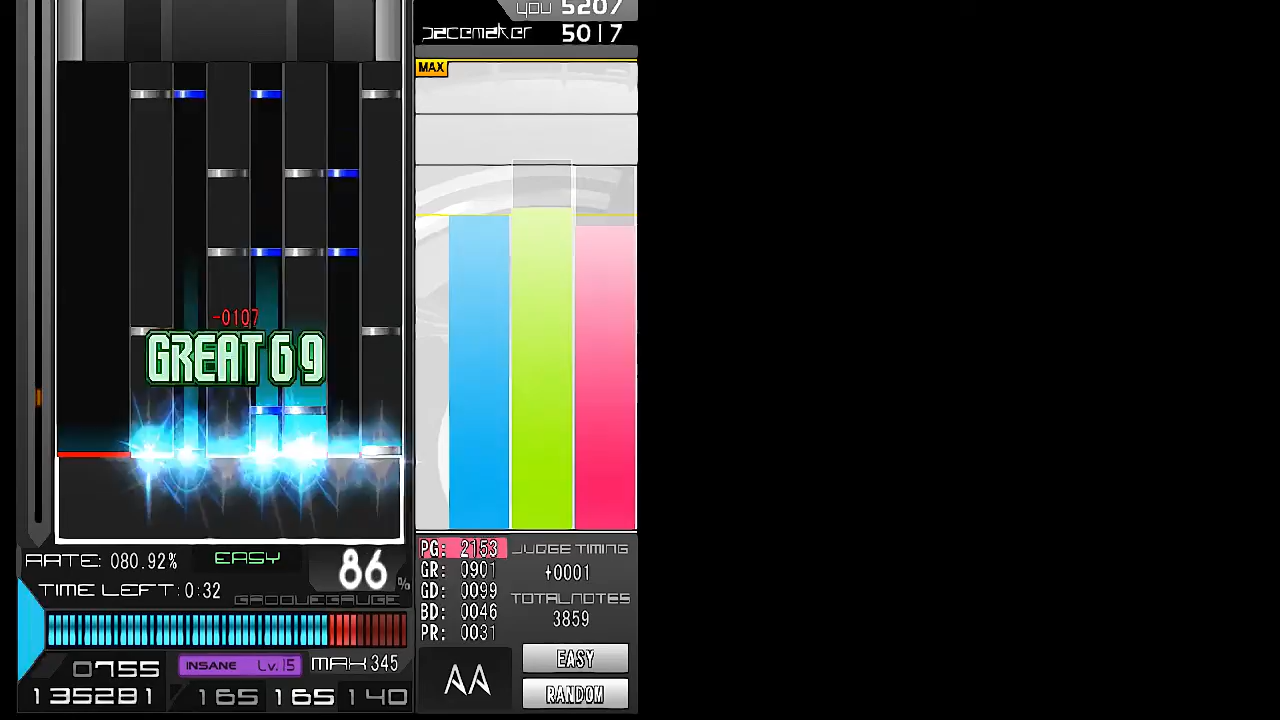 you 5207
pacemaker 5017
MAX
-0107
GREAT 69
RATE: 080.92% EASY 86 %
TIME LEFT: 0:32
GROOVEGAUGE
0755 INSANE Lv. 15 MAX 345
135281 165 165 140
PG: 2153
GR: 0901
GD: 0099
BD: 0046
PR: 0031
JUDGE TIMING
+0001
TOTALNOTES
3859
AA
EASY
RANDOM